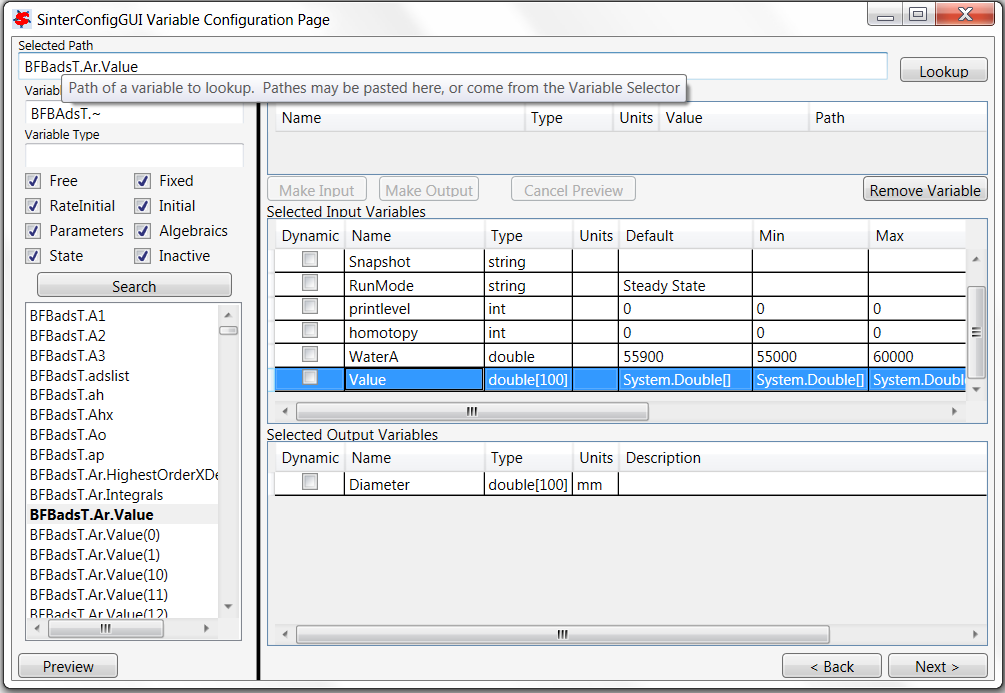 SinterConfigGUI Variable Configuration Page
Selected Path
BFBadsT.Ar.Value
Lookup
Path of a variable to lookup.  Pathes may be pasted here, or come from the Variable Selector
BFBAdsT.~
Variable Type
Free
Fixed
RateInitial
Initial
Parameters
Algebraics
State
Inactive
Search
BFBadsT.A1
BFBadsT.A2
BFBadsT.A3
BFBadsT.adslist
BFBadsT.ah
BFBadsT.Ahx
BFBadsT.Ao
BFBadsT.ap
BFBadsT.Ar.HighestOrderXDe
BFBadsT.Ar.Integrals
BFBadsT.Ar.Value
BFBadsT.Ar.Value(0)
BFBadsT.Ar.Value(1)
BFBadsT.Ar.Value(10)
BFBadsT.Ar.Value(11)
BFBadsT.Ar.Value(12)
Preview
Name Type Units Value Path
Make Input
Make Output
Cancel Preview
Remove Variable
Selected Input Variables
Dynamic Name Type Units Default Min Max
Snapshot string
RunMode string Steady State
printlevel int 0 0 0
homotopy int 0 0 0
WaterA double 55900 55000 60000
Value double[100] System.Double[] System.Double[] System.Doubl
Selected Output Variables
Dynamic Name Type Units Description
Diameter double[100] mm
< Back
Next >